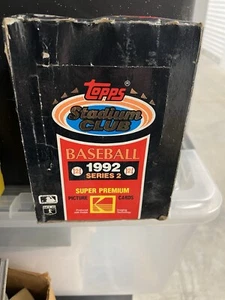 Topps
Stadium
CLUB
BASEBALL
1992
SERIES 2
SUPER PREMIUM
PICTURE CARDS